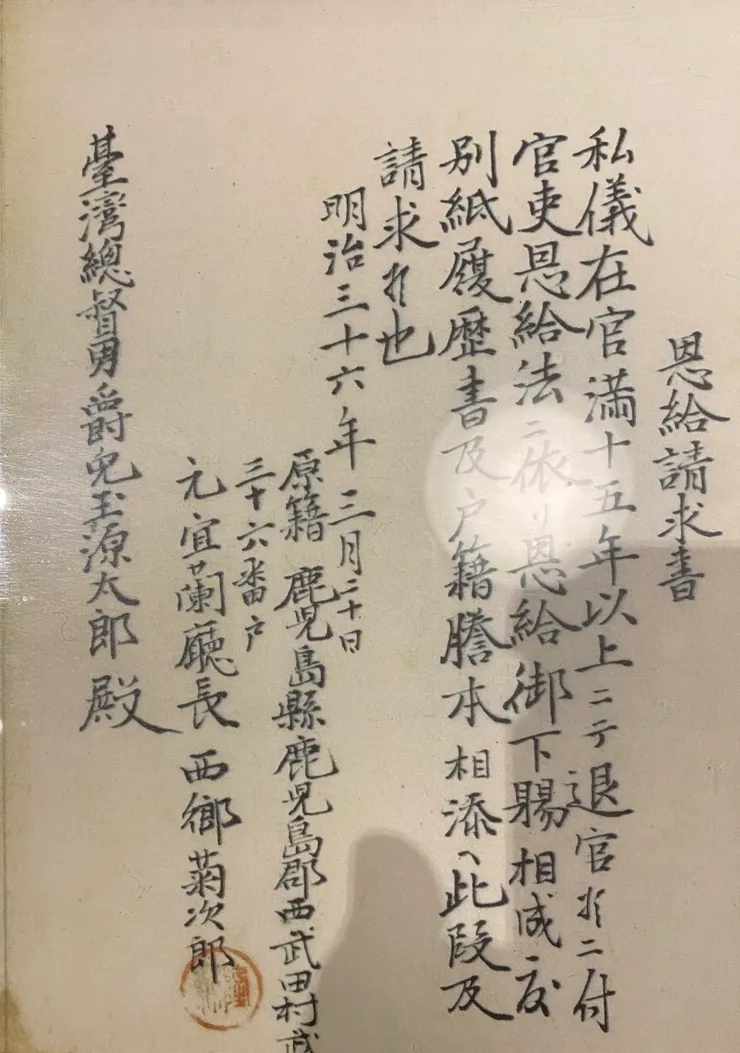 恩給請求書
私儀在官満十五年以上ニテ退官候ニ付
官吏恩給法ニ依リ恩給御下賜相成度
別紙履歴書及戸籍謄本相添ヘ此段及
請求候也
明治三十六年三月二十日
原籍 鹿児島縣鹿児島郡西武田村武
三十六番戸
元宜蘭廳長 西郷菊次郎
臺湾總督男爵兒玉源太郎 殿